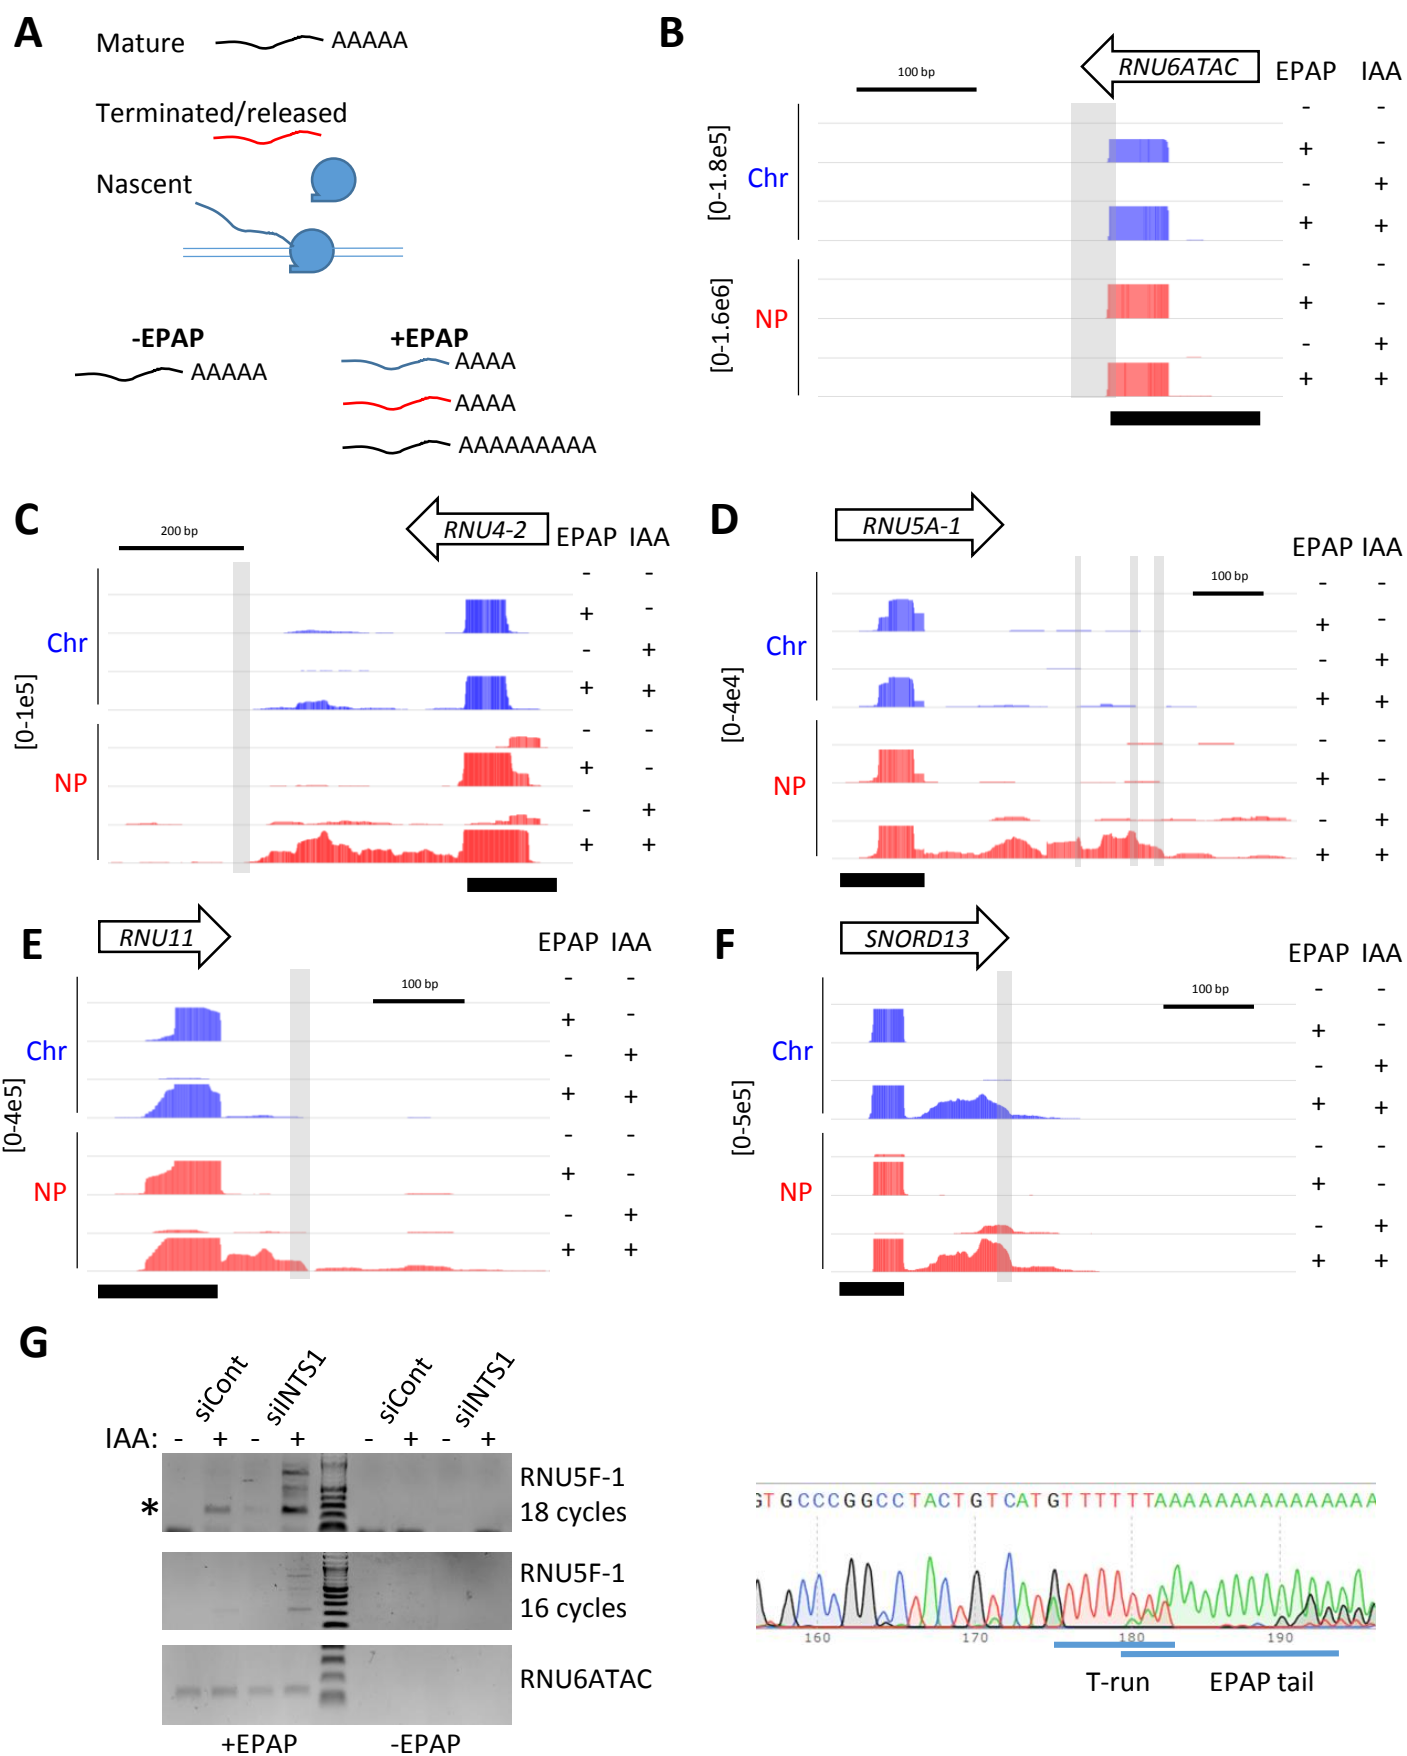 A
Mature
AAAAA
Terminated/released
Nascent
-EPAP
+EPAP
AAAAA
AAAA
AAAA
AAAAAAAAA
B
100 bp
RNU6ATAC
EPAP IAA
[0-1.8e5]
Chr
- -
+ -
- +
+ +
[0-1.6e6]
NP
- -
+ -
- +
+ +
C
200 bp
RNU4-2
EPAP IAA
[0-1e5]
Chr
- -
+ -
- +
+ +
NP
- -
+ -
- +
+ +
D
RNU5A-1
EPAP IAA
100 bp
[0-4e4]
Chr
- -
+ -
- +
+ +
NP
- -
+ -
- +
+ +
E
RNU11
EPAP IAA
100 bp
[0-4e5]
Chr
- -
+ -
- +
+ +
NP
- -
+ -
- +
+ +
F
SNORD13
EPAP IAA
100 bp
[0-5e5]
Chr
- -
+ -
- +
+ +
NP
- -
+ -
- +
+ +
G
siCont siINTS1 siCont siINTS1
IAA: - + - + - + - +
*
RNU5F-1
18 cycles
RNU5F-1
16 cycles
RNU6ATAC
+EPAP -EPAP
GTGCCCGGCCTACTGTCATGTTTTTTAAAAAAAAAAAAAAA
160 170 180 190
T-run EPAP tail